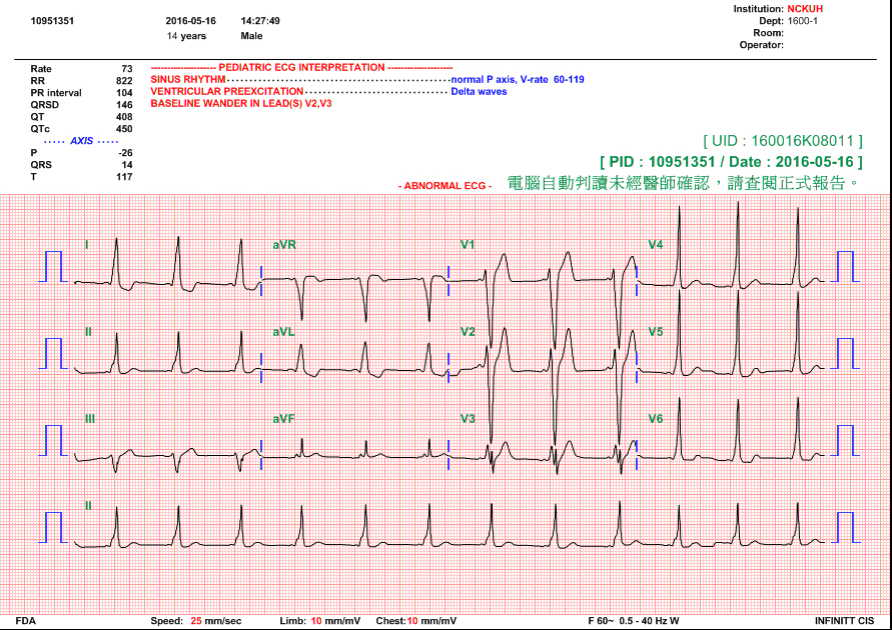 Institution: NCKUH
10951351 2016-05-16 14:27:49 Dept: 1600-1
14 years Male Room:
Operator:
Rate 73 -------------------- PEDIATRIC ECG INTERPRETATION --------------------
RR 822 SINUS RHYTHM--------------------normal P axis, V-rate 60-119
PR interval 104 VENTRICULAR PREEXCITATION-------------------- Delta waves
QRSD 146 BASELINE WANDER IN LEAD(S) V2,V3
QT 408
QTc 450
----- AXIS -----
P -26
QRS 14
T 117
[ UID : 160016K08011 ]
[ PID : 10951351 / Date : 2016-05-16 ]
- ABNORMAL ECG - 電腦自動判讀未經醫師確認，請查閱正式報告。
I aVR V1 V4
II aVL V2 V5
III aVF V3 V6
II
FDA Speed: 25 mm/sec Limb: 10 mm/mV Chest: 10 mm/mV F 60~ 0.5 - 40 Hz W INFINITT CIS